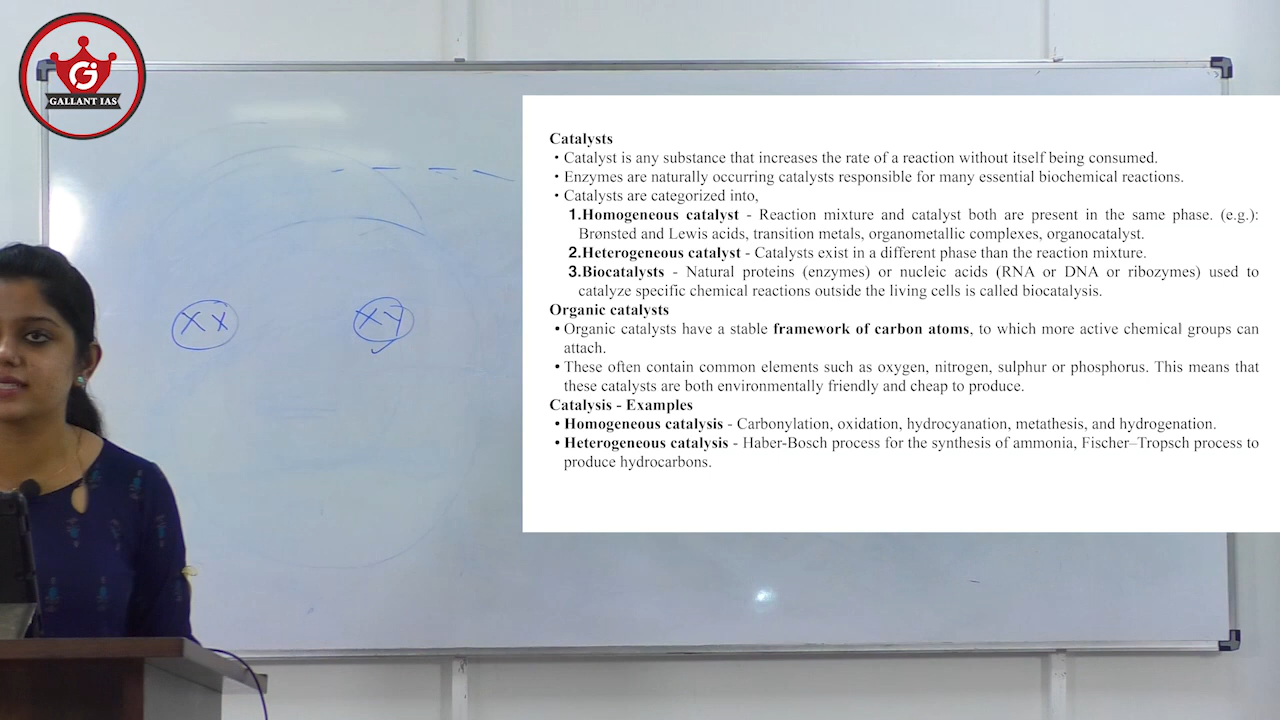 Gi
GALLANT IAS
XX
XY
Catalysts
• Catalyst is any substance that increases the rate of a reaction without itself being consumed.
• Enzymes are naturally occurring catalysts responsible for many essential biochemical reactions.
• Catalysts are categorized into,
1.Homogeneous catalyst - Reaction mixture and catalyst both are present in the same phase. (e.g.):
Brønsted and Lewis acids, transition metals, organometallic complexes, organocatalyst.
2.Heterogeneous catalyst - Catalysts exist in a different phase than the reaction mixture.
3.Biocatalysts - Natural proteins (enzymes) or nucleic acids (RNA or DNA or ribozymes) used to
catalyze specific chemical reactions outside the living cells is called biocatalysis.
Organic catalysts
• Organic catalysts have a stable framework of carbon atoms, to which more active chemical groups can
attach.
• These often contain common elements such as oxygen, nitrogen, sulphur or phosphorus. This means that
these catalysts are both environmentally friendly and cheap to produce.
Catalysis - Examples
• Homogeneous catalysis - Carbonylation, oxidation, hydrocyanation, metathesis, and hydrogenation.
• Heterogeneous catalysis - Haber-Bosch process for the synthesis of ammonia, Fischer–Tropsch process to
produce hydrocarbons.